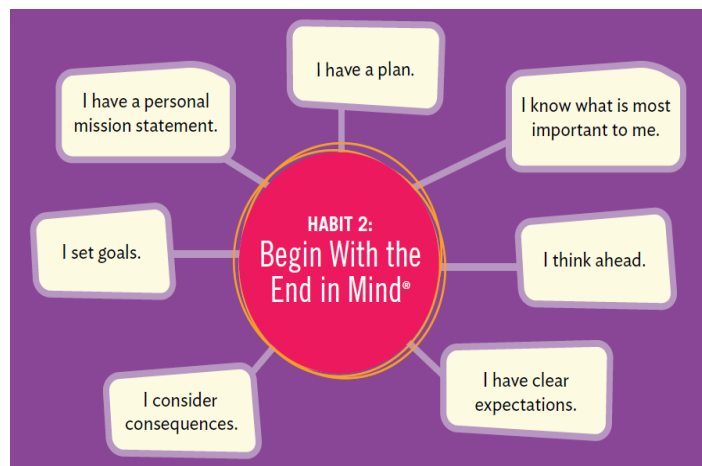 I have a plan.
I have a personal
mission statement.
I know what is most
important to me.
HABIT 2:
Begin With the
End in Mind®
I set goals.
I think ahead.
I consider
consequences.
I have clear
expectations.